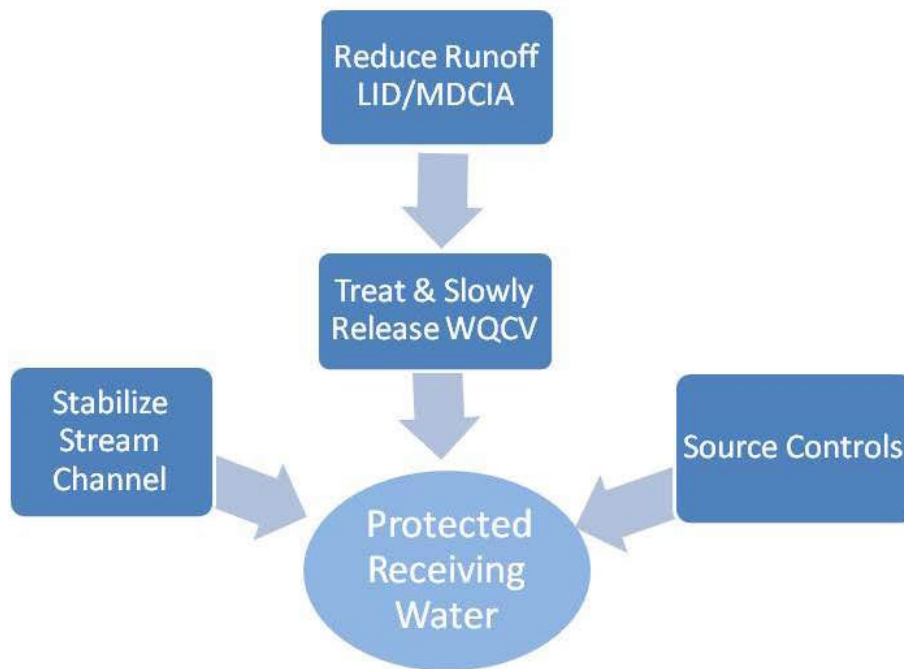 Reduce Runoff
LID/MDCIA
Treat & Slowly
Release WQCV
Stabilize
Stream
Channel
Source Controls
Protected
Receiving
Water